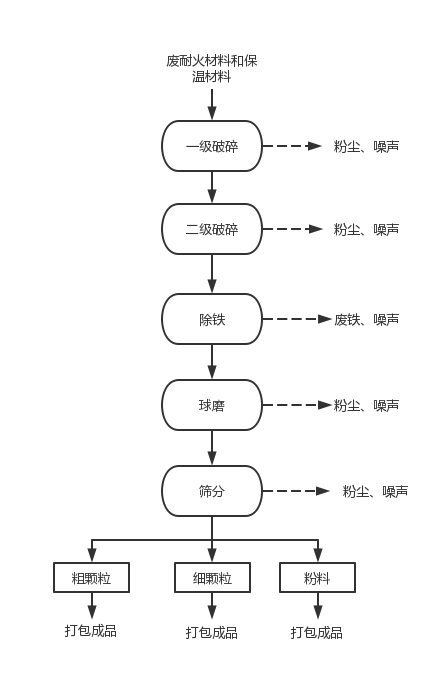 废耐火材料和保
温材料
一级破碎
粉尘、噪声
二级破碎
粉尘、噪声
除铁
废铁、噪声
球磨
粉尘、噪声
筛分
粉尘、噪声
粗颗粒
细颗粒
粉料
打包成品
打包成品
打包成品